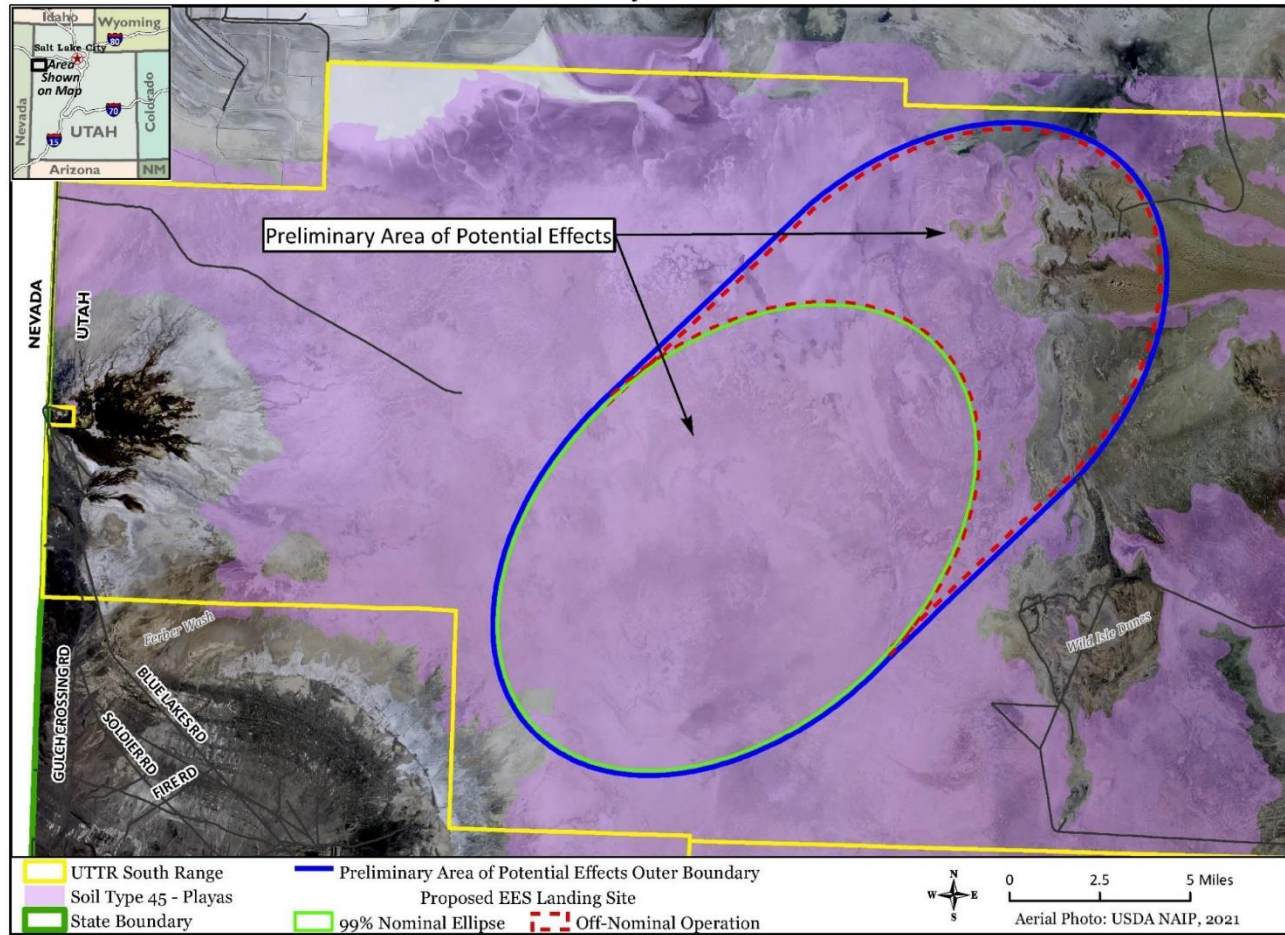 Idaho
Wyoming
80
Salt Lake City
Area
Shown
on Map
Nevada
Colorado
70
UTAH
15
Arizona
NM
Preliminary Area of Potential Effects
NEVADA
UTAH
Ferber Wash
Wild Isle Dunes
GULCH CROSSING RD
BLUE LAKES RD
SOLDIER RD
FIRE RD
UTTR South Range
Soil Type 45 - Playas
State Boundary
Preliminary Area of Potential Effects Outer Boundary
Proposed EES Landing Site
99% Nominal Ellipse
Off-Nominal Operation
N
W E
S
0 2.5 5 Miles
Aerial Photo: USDA NAIP, 2021